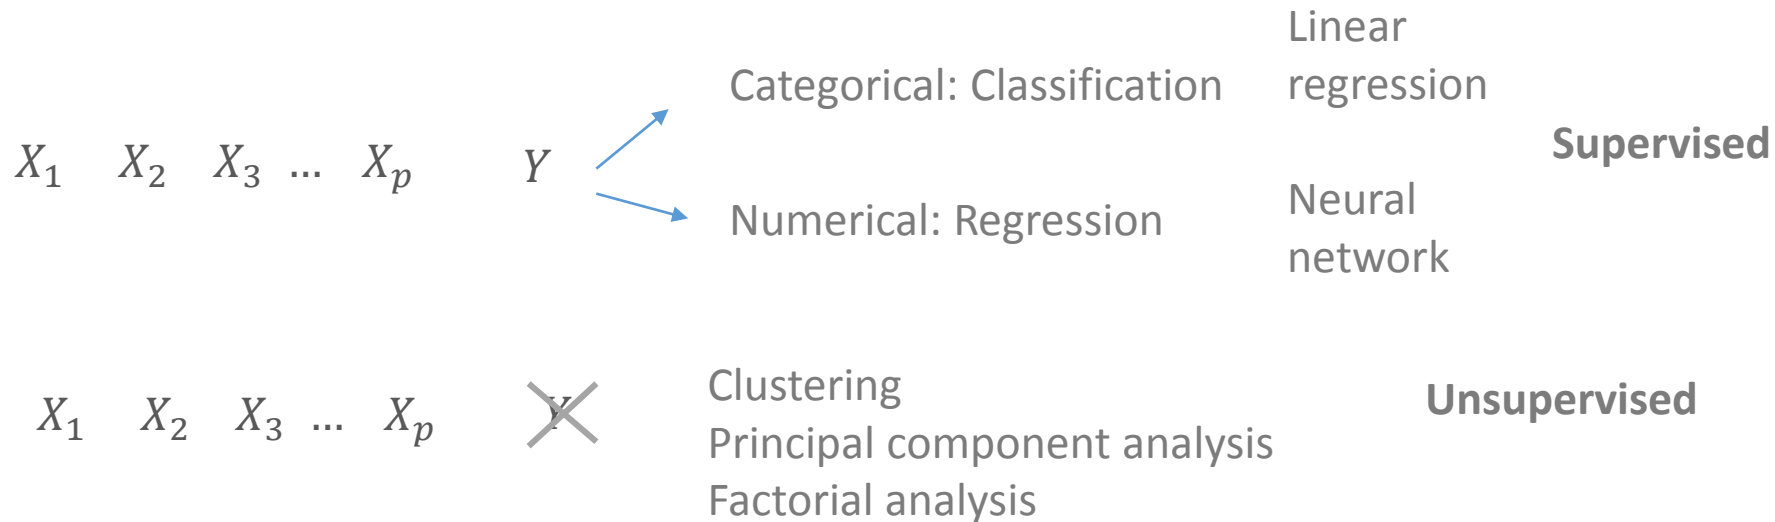 Linear
regression
Categorical: Classification
Supervised
X₁ X₂ X₃ ... Xₚ Y
Neural
network
Numerical: Regression
X₁ X₂ X₃ ... Xₚ Y
Clustering
Principal component analysis
Factorial analysis
Unsupervised